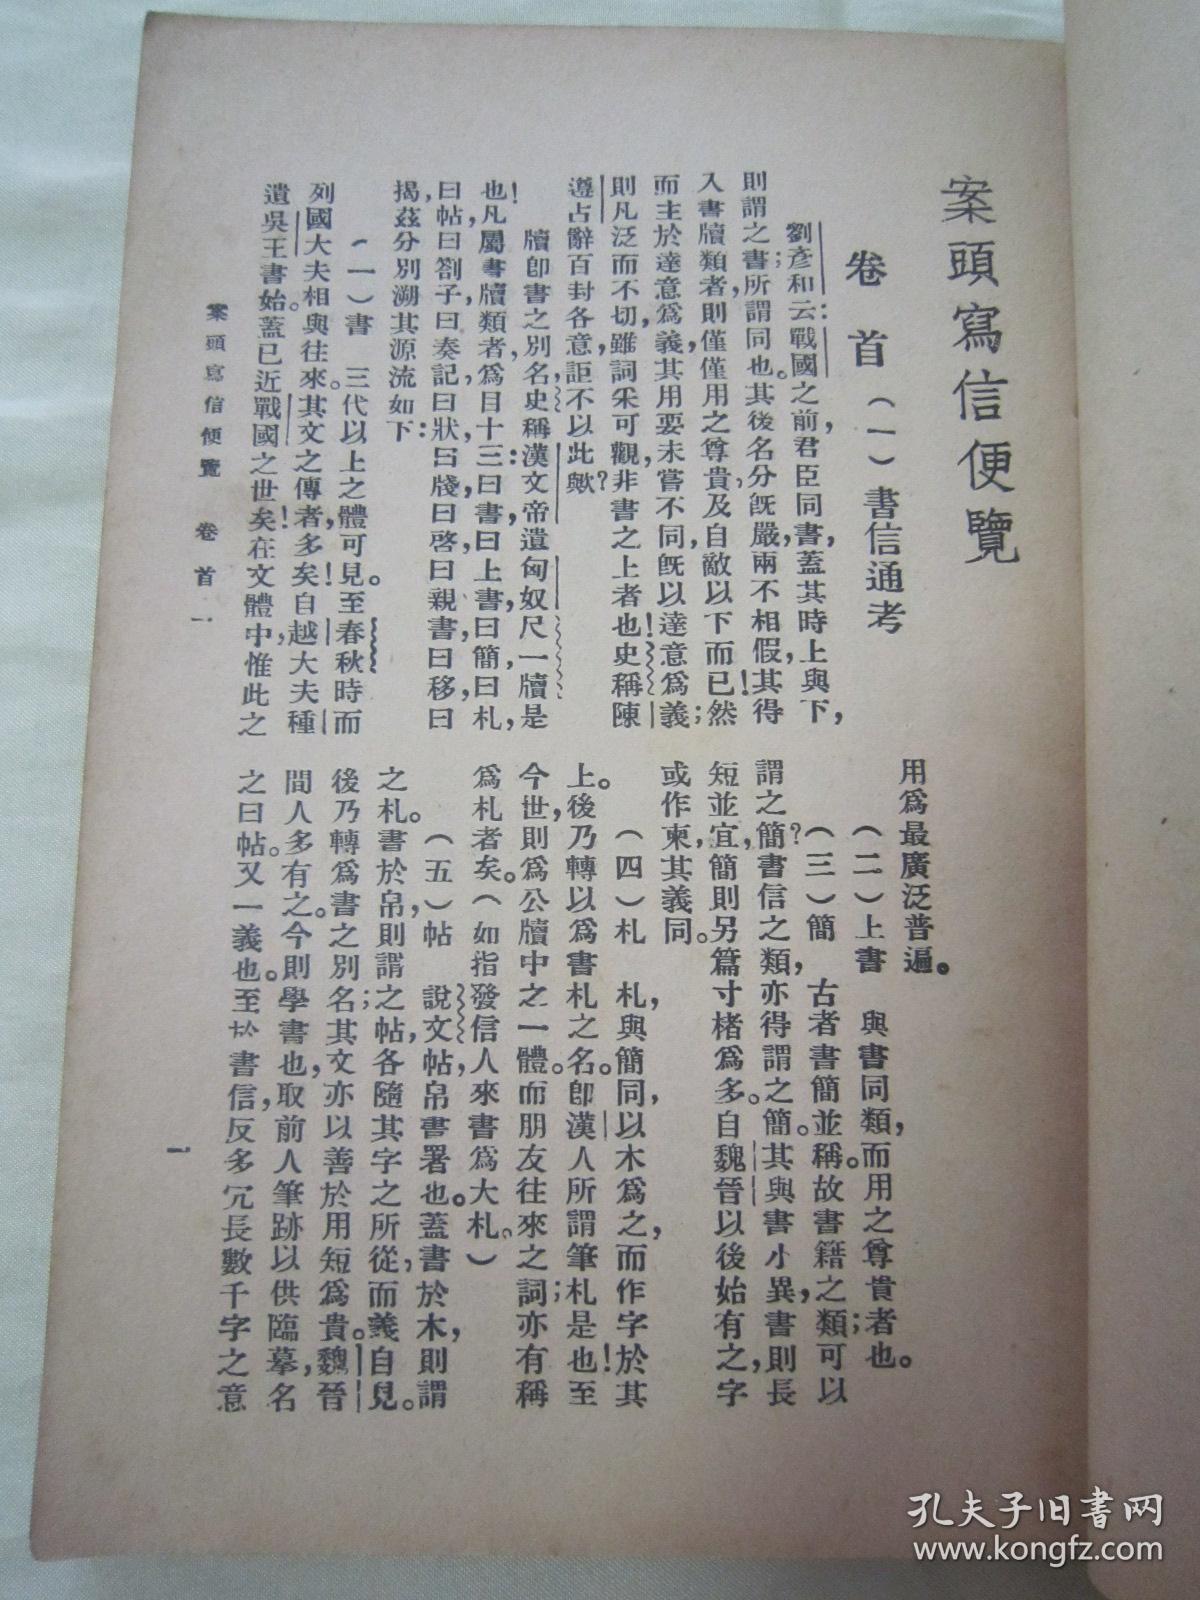 案頭寫信便覽
卷首（一）書信通考
劉彥和云：戰國之前，君臣同書，蓋其時上與下，
則謂之書；所謂同也。其後名分既嚴，兩不相假，其得
入書牘類者，則僅僅用之尊貴，及自敵以下而已！然
而主於達意爲義，其用要未嘗不同，既以達意爲義；
則凡泛而不切，雖詞采可觀，非書之上者也！史稱陳
遵占辭百封各意，詎不以此歟？
牘卽書之別名，史稱漢文帝遺匈奴尺一牘，是
也！凡屬書牘類者，爲目十三：曰書，曰上書，曰簡，曰札，
曰帖，曰劄子，曰奏記，曰狀，曰牋，曰啓，曰親書，曰移，曰
揭，茲分別溯其源流如下：
（一）書　三代以上之體可見。至春秋時而
列國大夫相與往來。其文之傳者，多矣！自越大夫種
遺吳王書始。蓋已近戰國之世矣！在文體中，惟此之
用爲最廣泛普遍。
（二）上書　與書同類，而用之尊貴者也。
（三）簡　古者書簡並稱。故書籍之類；可以
謂之簡？書信之類，亦得謂之簡。其與書小異，書則長
短並宜，簡則另篇寸楮爲多。自魏晉以後始有之，字
或作柬，其義同。
（四）札　札，與簡同，以木爲之，而作字於其
上。後乃轉以爲書札之名。卽漢人所謂筆札是也！至
今世，則爲公牘中之一體。而朋友往來之詞；亦有稱
爲札者矣。（如指發信人來書爲大札。）
（五）帖　說文帖，帛書署也。蓋書於木，則謂
之札。書於帛，則謂之帖，各隨其字之所從，而義自見。
後乃轉爲書之別名；其文亦以善於用短爲貴。魏晉
間人多有之。今則學書也，取前人筆跡以供臨摹，名
之曰帖。又一義也。至於書信，反多冗長數千字之意
案頭寫信便覽　卷首　一
一
孔夫子旧书网
www.kongfz.com